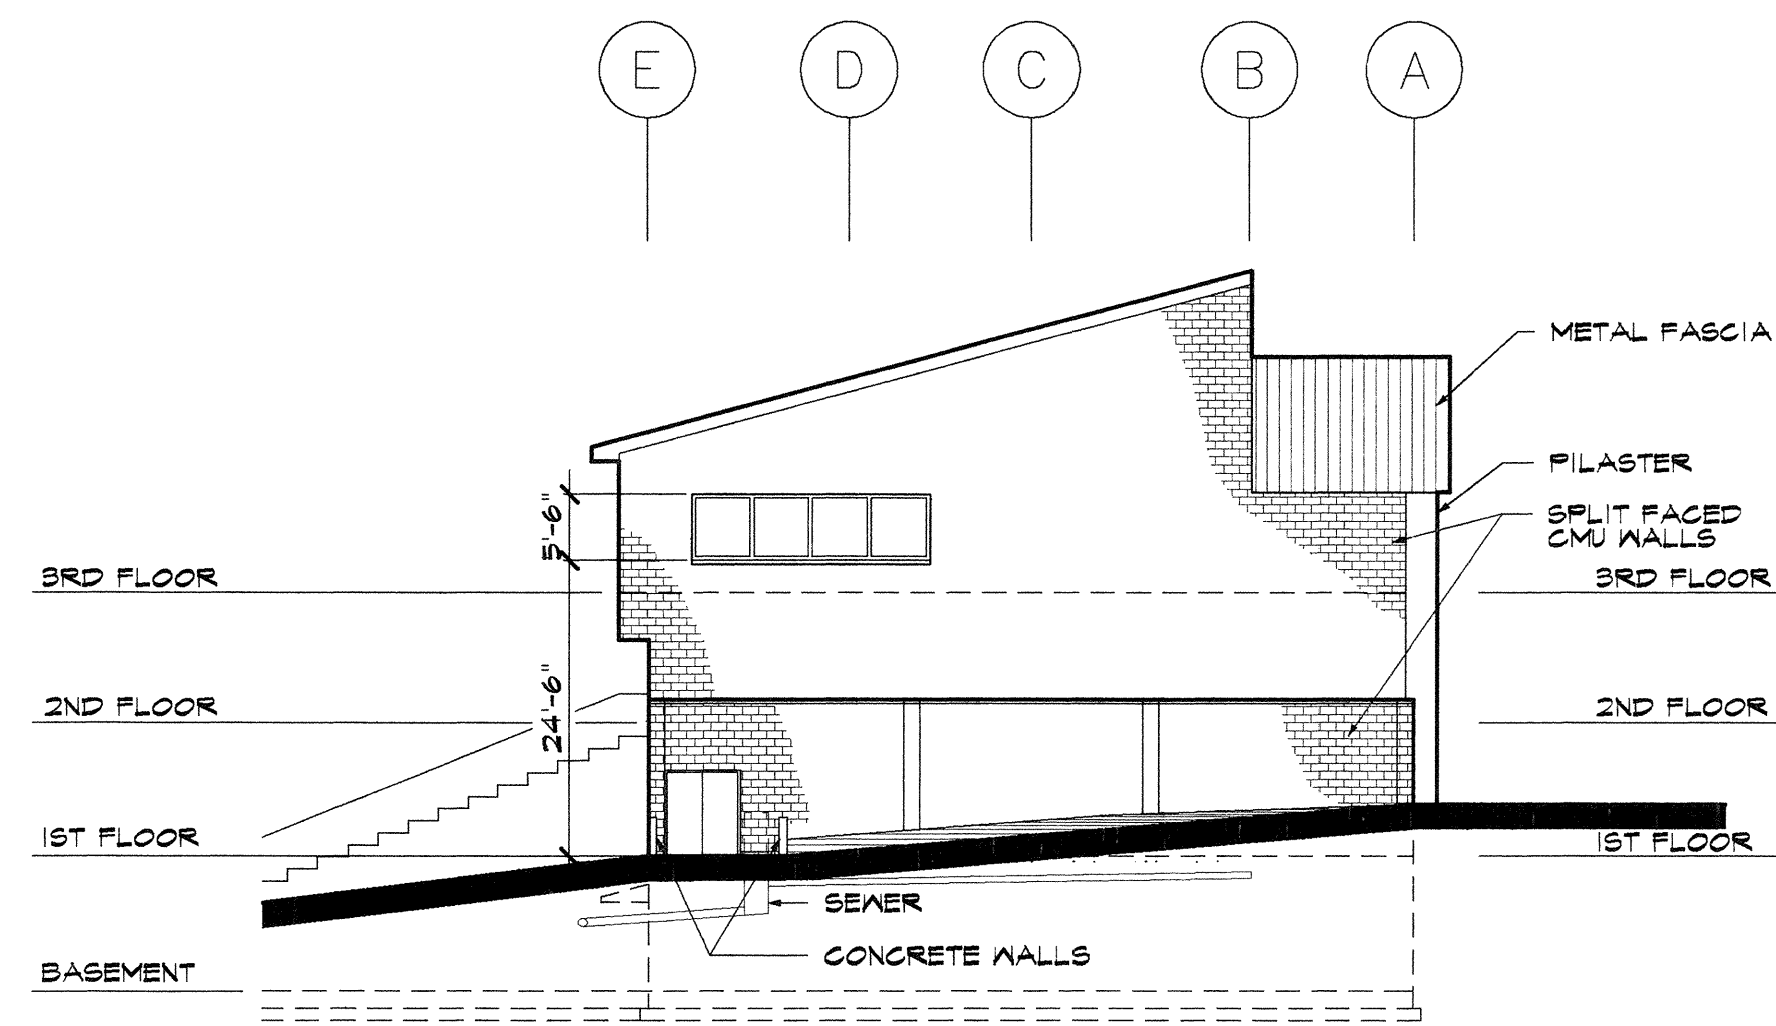 E D C B A
METAL FASCIA
PILASTER
5'-6"
SPLIT FACED
CMU WALLS
3RD FLOOR
3RD FLOOR
24'-6"
2ND FLOOR
2ND FLOOR
1ST FLOOR
1ST FLOOR
SEWER
CONCRETE WALLS
BASEMENT